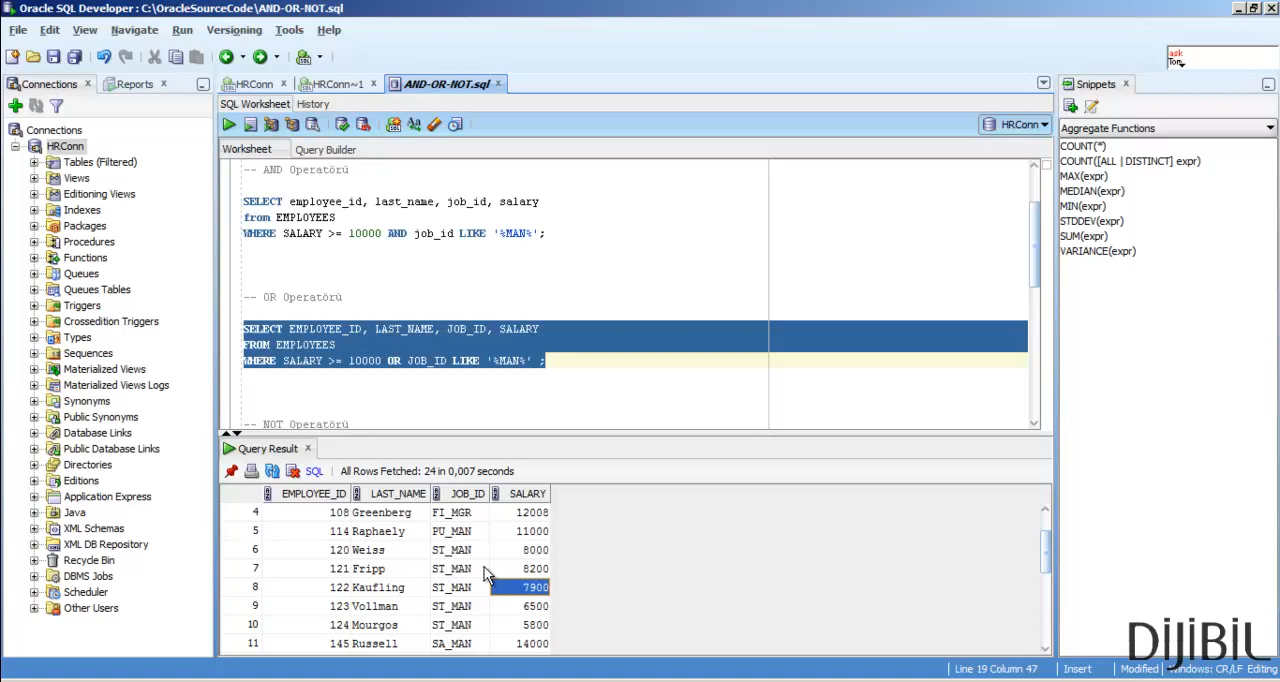 Oracle SQL Developer : C:\OracleSourceCode\AND-OR-NOT.sql
File Edit View Navigate Run Versioning Tools Help
ask
Tom
Connections Reports
HRConn HRConn~1 AND-OR-NOT.sql
Snippets
SQL Worksheet History
HRConn
Worksheet Query Builder
Connections
HRConn
Tables (Filtered)
Views
Editioning Views
Indexes
Packages
Procedures
Functions
Queues
Queues Tables
Triggers
Crossedition Triggers
Types
Sequences
Materialized Views
Materialized Views Logs
Synonyms
Public Synonyms
Database Links
Public Database Links
Directories
Editions
Application Express
Java
XML Schemas
XML DB Repository
Recycle Bin
DBMS Jobs
Scheduler
Other Users
-- AND Operatörü
SELECT employee_id, last_name, job_id, salary
from EMPLOYEES
WHERE SALARY >= 10000 AND job_id LIKE '%MAN%';
-- OR Operatörü
SELECT EMPLOYEE_ID, LAST_NAME, JOB_ID, SALARY
FROM EMPLOYEES
WHERE SALARY >= 10000 OR JOB_ID LIKE '%MAN%' ;
-- NOT Operatörü
Query Result
SQL All Rows Fetched: 24 in 0,007 seconds
EMPLOYEE_ID LAST_NAME JOB_ID SALARY
4 108 Greenberg FI_MGR 12008
5 114 Raphaely PU_MAN 11000
6 120 Weiss ST_MAN 8000
7 121 Fripp ST_MAN 8200
8 122 Kaufling ST_MAN 7900
9 123 Vollman ST_MAN 6500
10 124 Mourgos ST_MAN 5800
11 145 Russell SA_MAN 14000
Aggregate Functions
COUNT(*)
COUNT([ALL | DISTINCT] expr)
MAX(expr)
MEDIAN(expr)
MIN(expr)
STDDEV(expr)
SUM(expr)
VARIANCE(expr)
DiJiBiL
Line 19 Column 47 Insert Modified Windows: CR/LF Editing